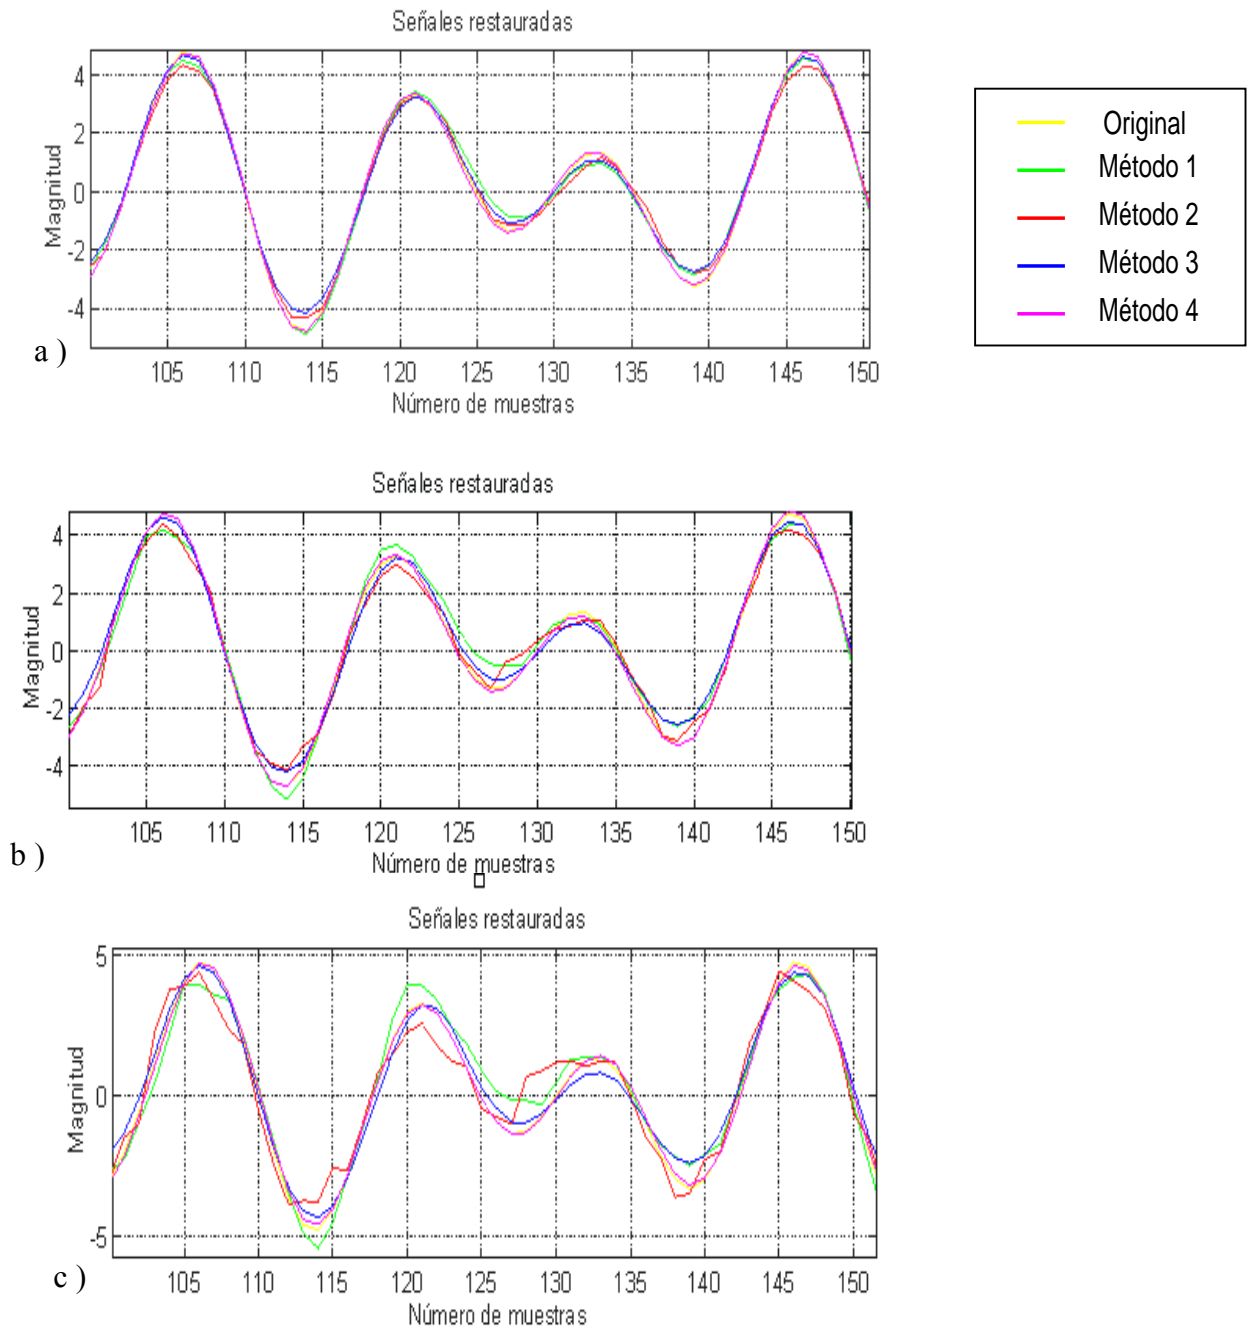 Señales restauradas
Magnitud
4
2
0
-2
-4
105 110 115 120 125 130 135 140 145 150
Número de muestras
a )
Original
Método 1
Método 2
Método 3
Método 4
Señales restauradas
Magnitud
4
2
0
-2
-4
105 110 115 120 125 130 135 140 145 150
Número de muestras
b )
Señales restauradas
Magnitud
5
0
-5
105 110 115 120 125 130 135 140 145 150
Número de muestras
c )